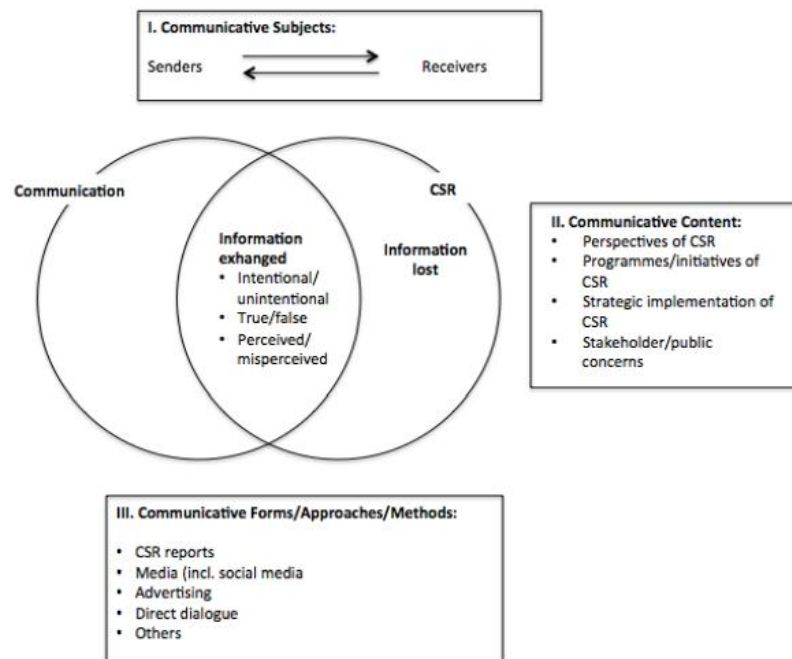 I. Communicative Subjects:
Senders
Receivers
Communication
CSR
Information
exhanged
• Intentional/
unintentional
• True/false
• Perceived/
misperceived
Information
lost
II. Communicative Content:
• Perspectives of CSR
• Programmes/initiatives of
CSR
• Strategic implementation of
CSR
• Stakeholder/public
concerns
III. Communicative Forms/Approaches/Methods:
• CSR reports
• Media (incl. social media
• Advertising
• Direct dialogue
• Others